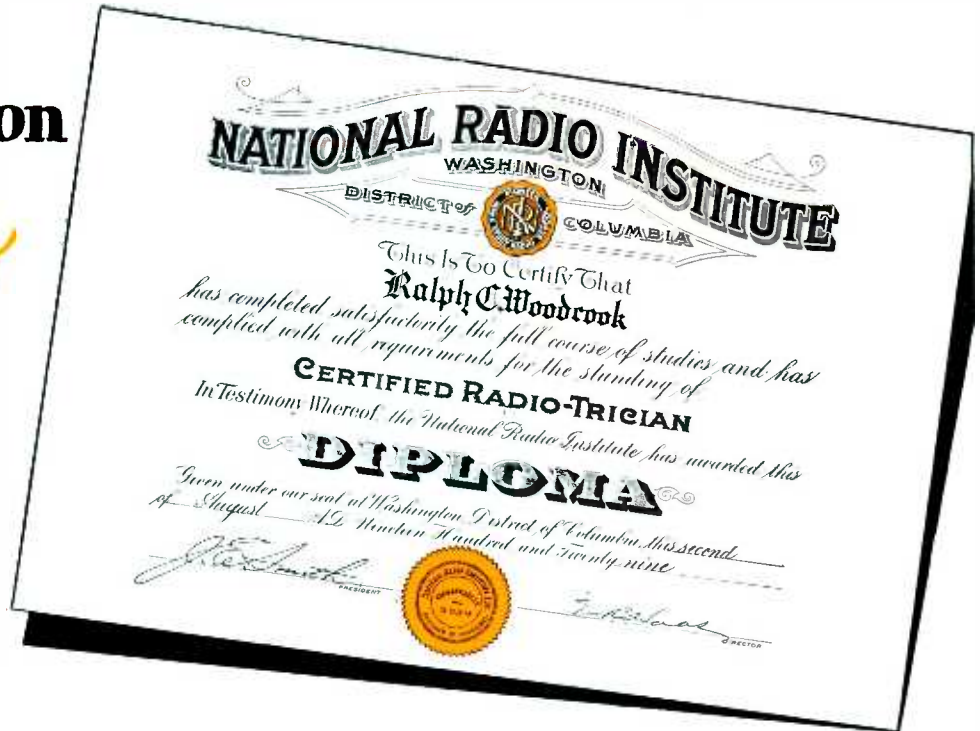 on
NATIONAL RADIO INSTITUTE
WASHINGTON
DISTRICT of COLUMBIA
This Is To Certify That
Ralph C. Woodcook
has completed satisfactorily the full course of studies and has
complied with all requirements for the standing of
CERTIFIED RADIO-TRICIAN
In Testimony Whereof, the National Radio Institute has awarded this
DIPLOMA
Given under our seal at Washington District of Columbia, this second
of August A.D. Nineteen Hundred and Twenty nine
J. E. Smith
PRESIDENT
DIRECTOR